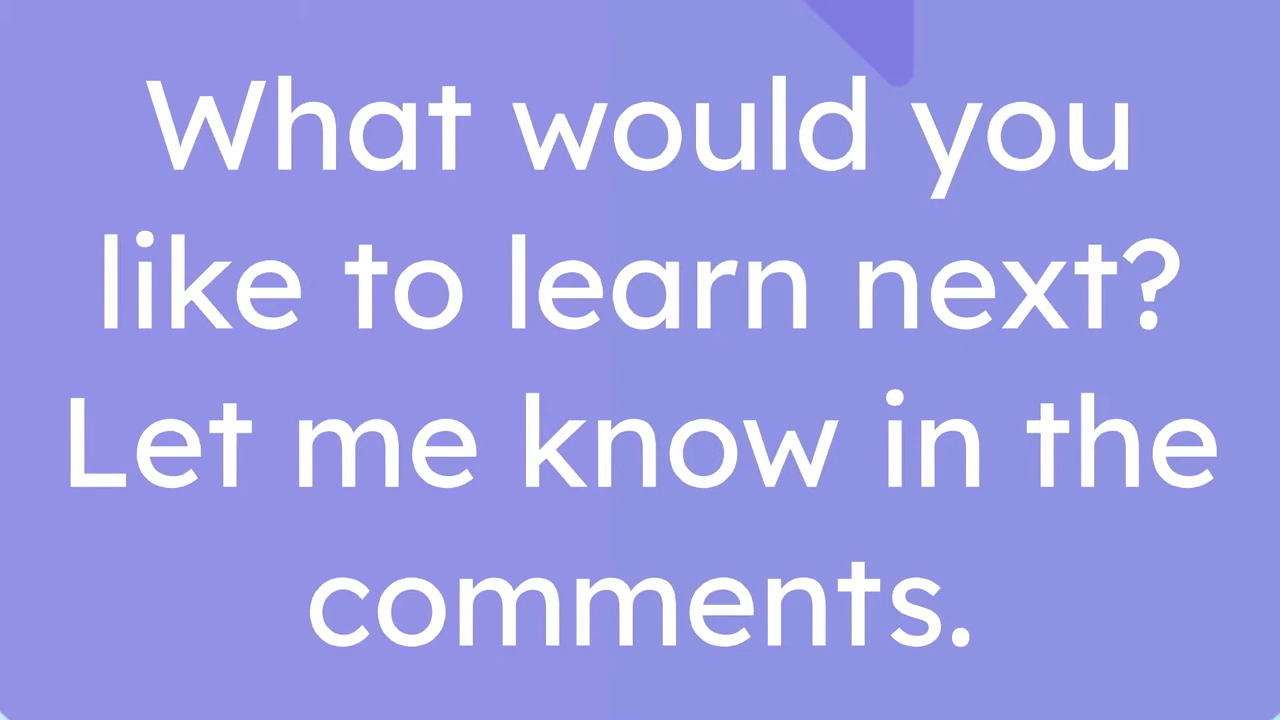 What would you
like to learn next?
Let me know in the
comments.